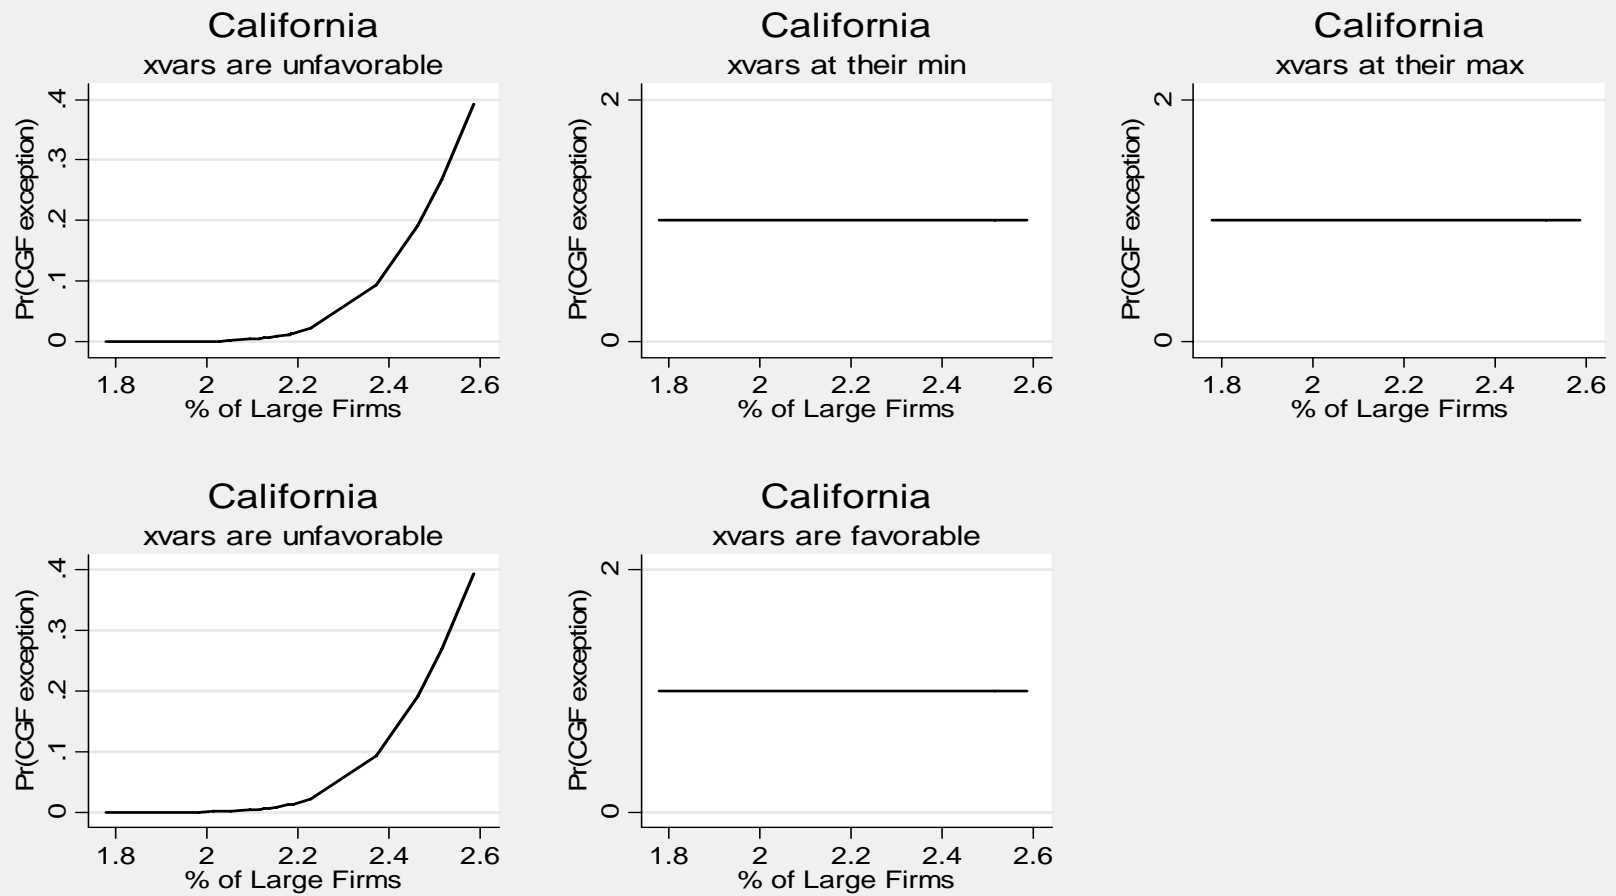 California
xvars are unfavorable
Pr(CGF exception)
.4
.3
.2
.1
0
1.8 2 2.2 2.4 2.6
% of Large Firms
California
xvars at their min
Pr(CGF exception)
2
0
1.8 2 2.2 2.4 2.6
% of Large Firms
California
xvars at their max
Pr(CGF exception)
2
0
1.8 2 2.2 2.4 2.6
% of Large Firms
California
xvars are unfavorable
Pr(CGF exception)
.4
.3
.2
.1
0
1.8 2 2.2 2.4 2.6
% of Large Firms
California
xvars are favorable
Pr(CGF exception)
2
0
1.8 2 2.2 2.4 2.6
% of Large Firms